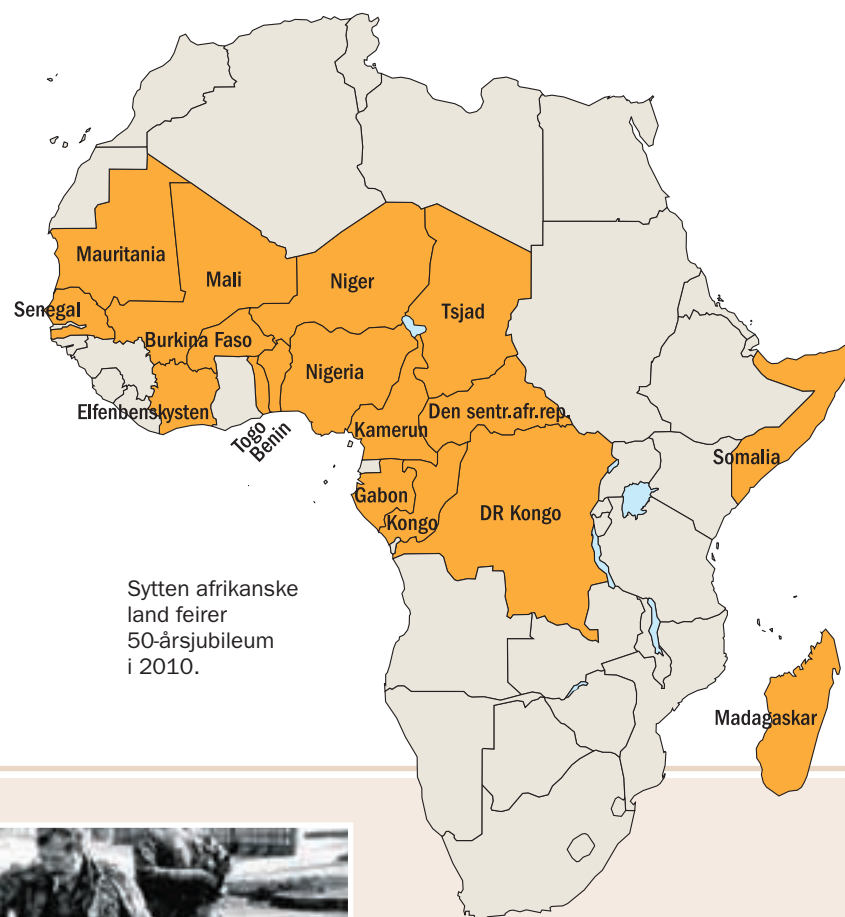 Mauritania
Mali
Niger
Tsjad
Senegal
Burkina Faso
Nigeria
Elfenbenskysten
Togo
Benin
Kamerun
Den sentr.afr.rep.
Somalia
Gabon
Kongo
DR Kongo
Sytten afrikanske
land feirer
50-årsjubileum
i 2010.
Madagaskar